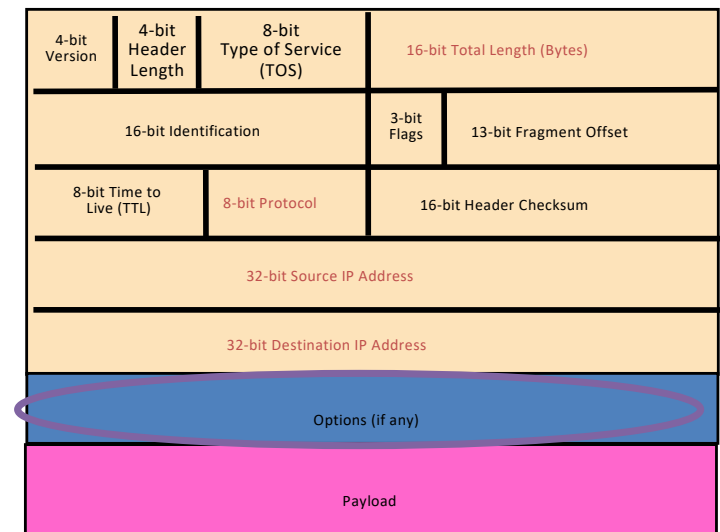 4-bit
Version
4-bit
Header
Length
8-bit
Type of Service
(TOS)
16-bit Total Length (Bytes)
16-bit Identification
3-bit
Flags
13-bit Fragment Offset
8-bit Time to
Live (TTL)
8-bit Protocol
16-bit Header Checksum
32-bit Source IP Address
32-bit Destination IP Address
Options (if any)
Payload